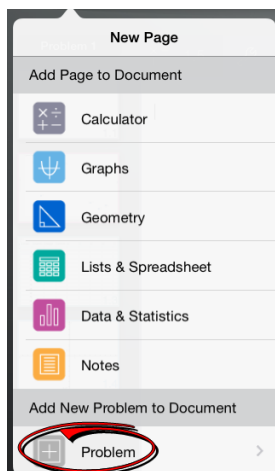 New Page
Add Page to Document
Calculator
Graphs
Geometry
Lists & Spreadsheet
Data & Statistics
Notes
Add New Problem to Document
Problem